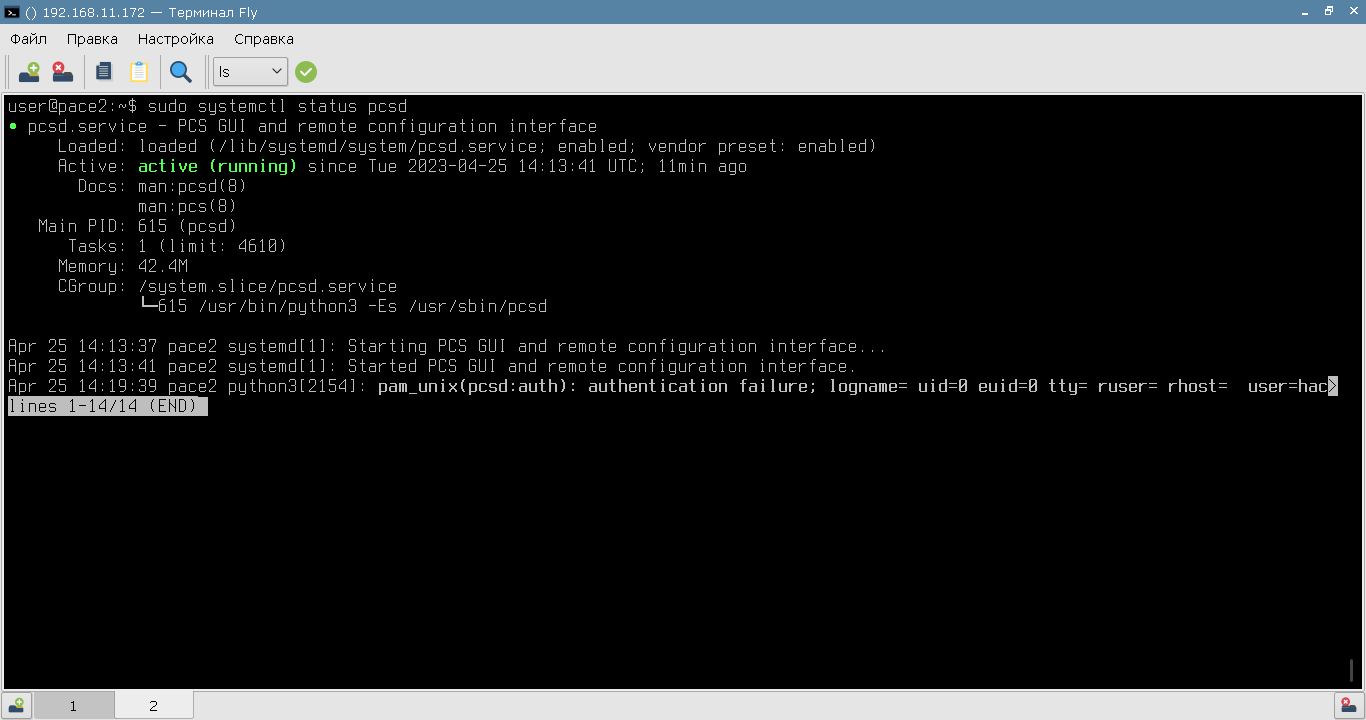 () 192.168.11.172 — Терминал Fly
Файл Правка Настройка Справка
ls
user@pace2:~$ sudo systemctl status pcsd
● pcsd.service - PCS GUI and remote configuration interface
Loaded: loaded (/lib/systemd/system/pcsd.service; enabled; vendor preset: enabled)
Active: active (running) since Tue 2023-04-25 14:13:41 UTC; 11min ago
Docs: man:pcsd(8)
man:pcs(8)
Main PID: 615 (pcsd)
Tasks: 1 (limit: 4610)
Memory: 42.4M
CGroup: /system.slice/pcsd.service
└─615 /usr/bin/python3 -Es /usr/sbin/pcsd
Apr 25 14:13:37 pace2 systemd[1]: Starting PCS GUI and remote configuration interface...
Apr 25 14:13:41 pace2 systemd[1]: Started PCS GUI and remote configuration interface.
Apr 25 14:19:39 pace2 python3[2154]: pam_unix(pcsd:auth): authentication failure; logname= uid=0 euid=0 tty= ruser= rhost=  user=hac>
lines 1-14/14 (END)
1 2